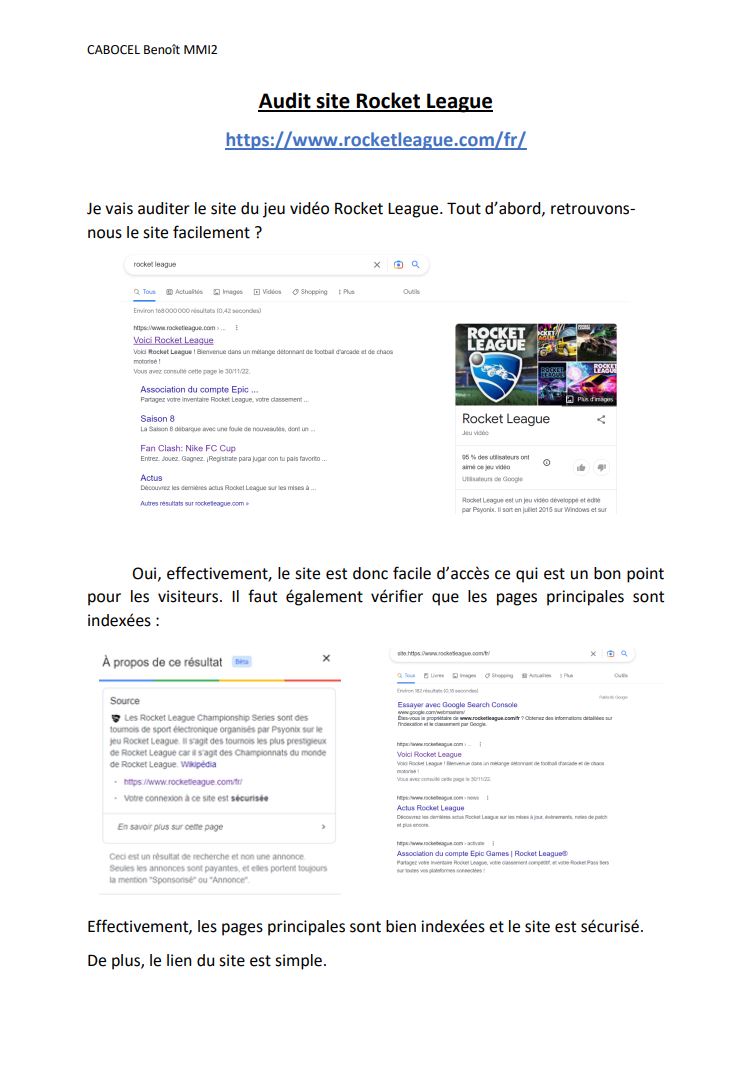 CABOCEL Benoît MMI2
Audit site Rocket League
https://www.rocketleague.com/fr/
Je vais auditer le site du jeu vidéo Rocket League. Tout d’abord, retrouvons-
nous le site facilement ?
rocket league
Tous Actualités Images Vidéos Shopping Plus Outils
Environ 168 000 000 résultats (0,42 secondes)
https://www.rocketleague.com › ...
Voici Rocket League
Voici Rocket League ! Bienvenue dans un mélange détonnant de football d'arcade et de chaos
motorisé !
Vous avez consulté cette page le 30/11/22.
Association du compte Epic ...
Partagez votre inventaire Rocket League, votre classement ...
Saison 8
La Saison 8 débarque avec une foule de nouveautés, dont un ...
Fan Clash: Nike FC Cup
Entrez. Jouez. Gagnez. ¡Regístrate para jugar con tu país favorito ...
Actus
Découvrez les dernières actus Rocket League sur les mises à ...
Autres résultats sur rocketleague.com »
ROCKET
LEAGUE
Plus d'images
Rocket League
Jeu vidéo
95 % des utilisateurs ont
aimé ce jeu vidéo
Utilisateurs de Google
Rocket League est un jeu vidéo développé et édité
par Psyonix. Il sort en juillet 2015 sur Windows et sur
Oui, effectivement, le site est donc facile d’accès ce qui est un bon point
pour les visiteurs. Il faut également vérifier que les pages principales sont
indexées :
À propos de ce résultat Bêta
Source
Les Rocket League Championship Series sont des
tournois de sport électronique organisés par Psyonix sur le
jeu Rocket League. Il s'agit des tournois les plus prestigieux
de Rocket League car il s'agit des Championnats du monde
de Rocket League. Wikipédia
https://www.rocketleague.com/fr/
Votre connexion à ce site est sécurisée
En savoir plus sur cette page
Ceci est un résultat de recherche et non une annonce.
Seules les annonces sont payantes, et elles portent toujours
la mention "Sponsorisé" ou "Annonce".
site:https://www.rocketleague.com/fr/
Tous Livres Images Shopping Actualités Plus Outils
Environ 182 résultats (0,15 secondes)
Publicité Google
Essayer avec Google Search Console
www.google.com/webmasters/
Êtes-vous le propriétaire de www.rocketleague.com/fr ? Obtenez des informations détaillées sur
l'indexation et le classement par Google.
https://www.rocketleague.com › ...
Voici Rocket League
Voici Rocket League ! Bienvenue dans un mélange détonnant de football d'arcade et de chaos
motorisé !
Vous avez consulté cette page le 30/11/22.
https://www.rocketleague.com › news
Actus Rocket League
Découvrez les dernières actus Rocket League sur les mises à jour, évènements, notes de patch
et plus encore.
https://www.rocketleague.com › activate
Association du compte Epic Games | Rocket League®
Partagez votre inventaire Rocket League, votre classement compétitif, et votre Rocket Pass tiers
sur toutes vos plateformes connectées !
Effectivement, les pages principales sont bien indexées et le site est sécurisé.
De plus, le lien du site est simple.